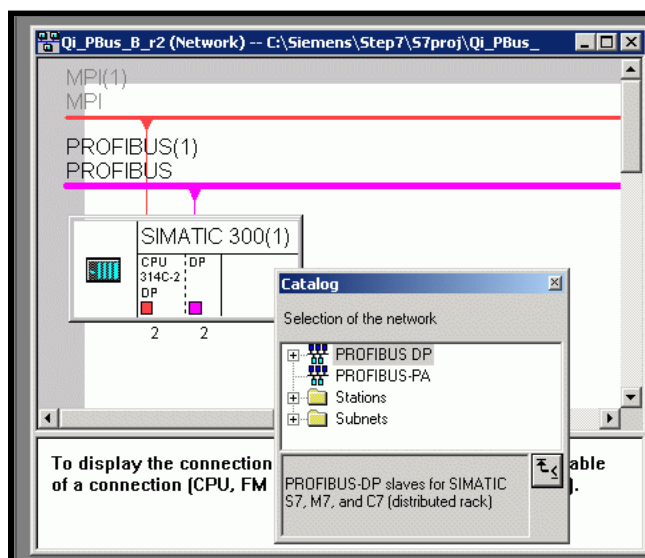 Qi_PBus_B_r2 (Network) -- C:\Siemens\Step7\S7proj\Qi_PBus_
MPI(1)
MPI
PROFIBUS(1)
PROFIBUS
SIMATIC 300(1)
CPU DP
314C-2
DP
2 2
Catalog
Selection of the network
PROFIBUS DP
PROFIBUS-PA
Stations
Subnets
PROFIBUS-DP slaves for SIMATIC
S7, M7, and C7 (distributed rack)
To display the connection able
of a connection (CPU, FM ).